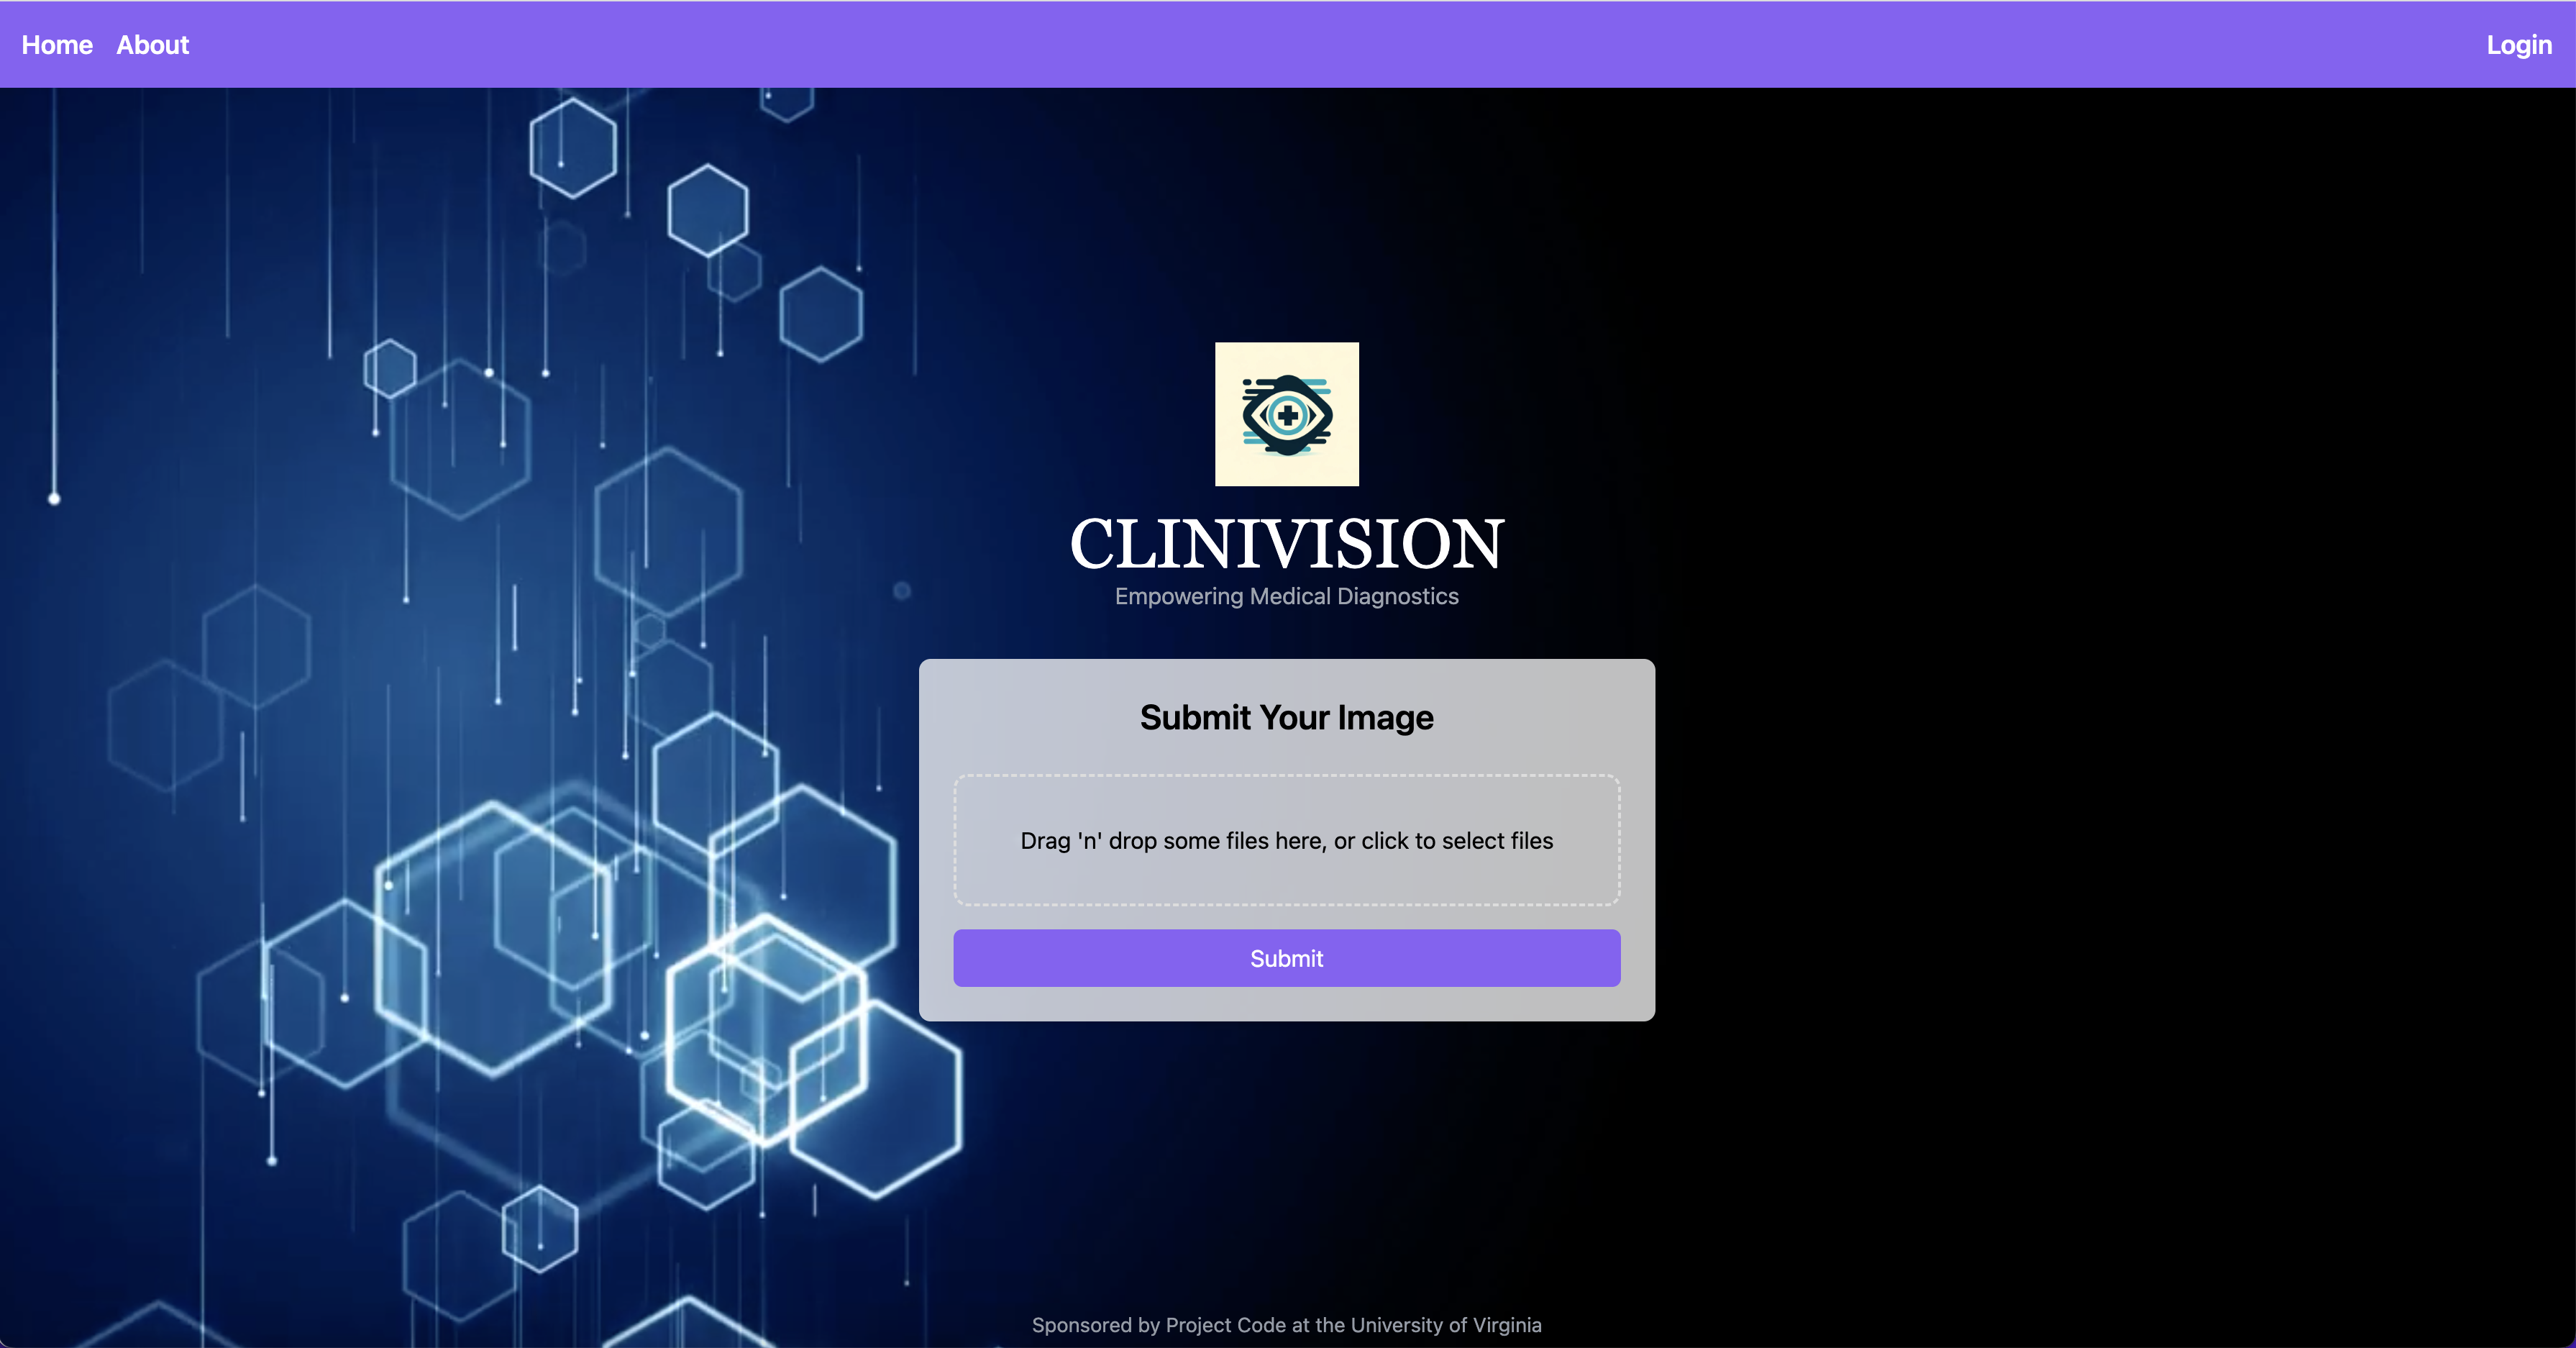 Home About Login
CLINIVISION
Empowering Medical Diagnostics
Submit Your Image
Drag 'n' drop some files here, or click to select files
Submit
Sponsored by Project Code at the University of Virginia